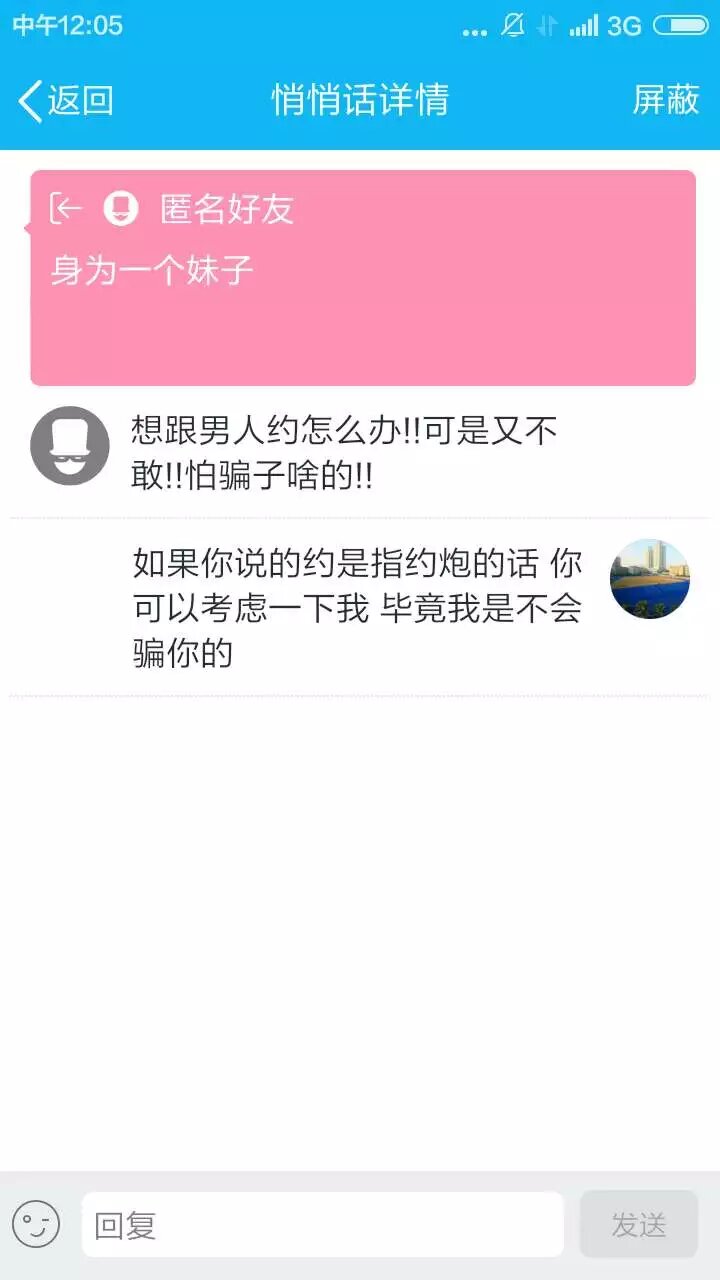 中午12:05
3G
返回
悄悄话详情
屏蔽
匿名好友
身为一个妹子
想跟男人约怎么办!!可是又不
敢!!怕骗子啥的!!
如果你说的约是指约炮的话 你
可以考虑一下我 毕竟我是不会
骗你的
回复
发送